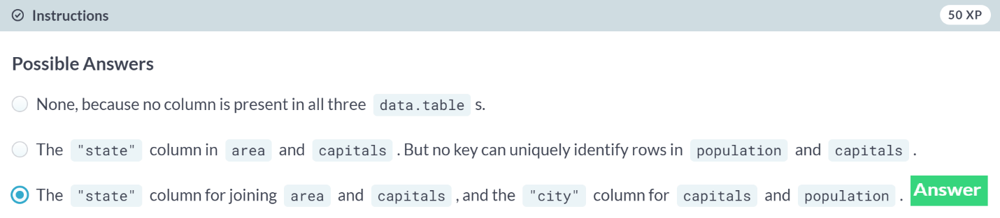 Instructions
50 XP
Possible Answers
None, because no column is present in all three data.table s.
The "state" column in area and capitals . But no key can uniquely identify rows in population and capitals .
The "state" column for joining area and capitals , and the "city" column for capitals and population . Answer